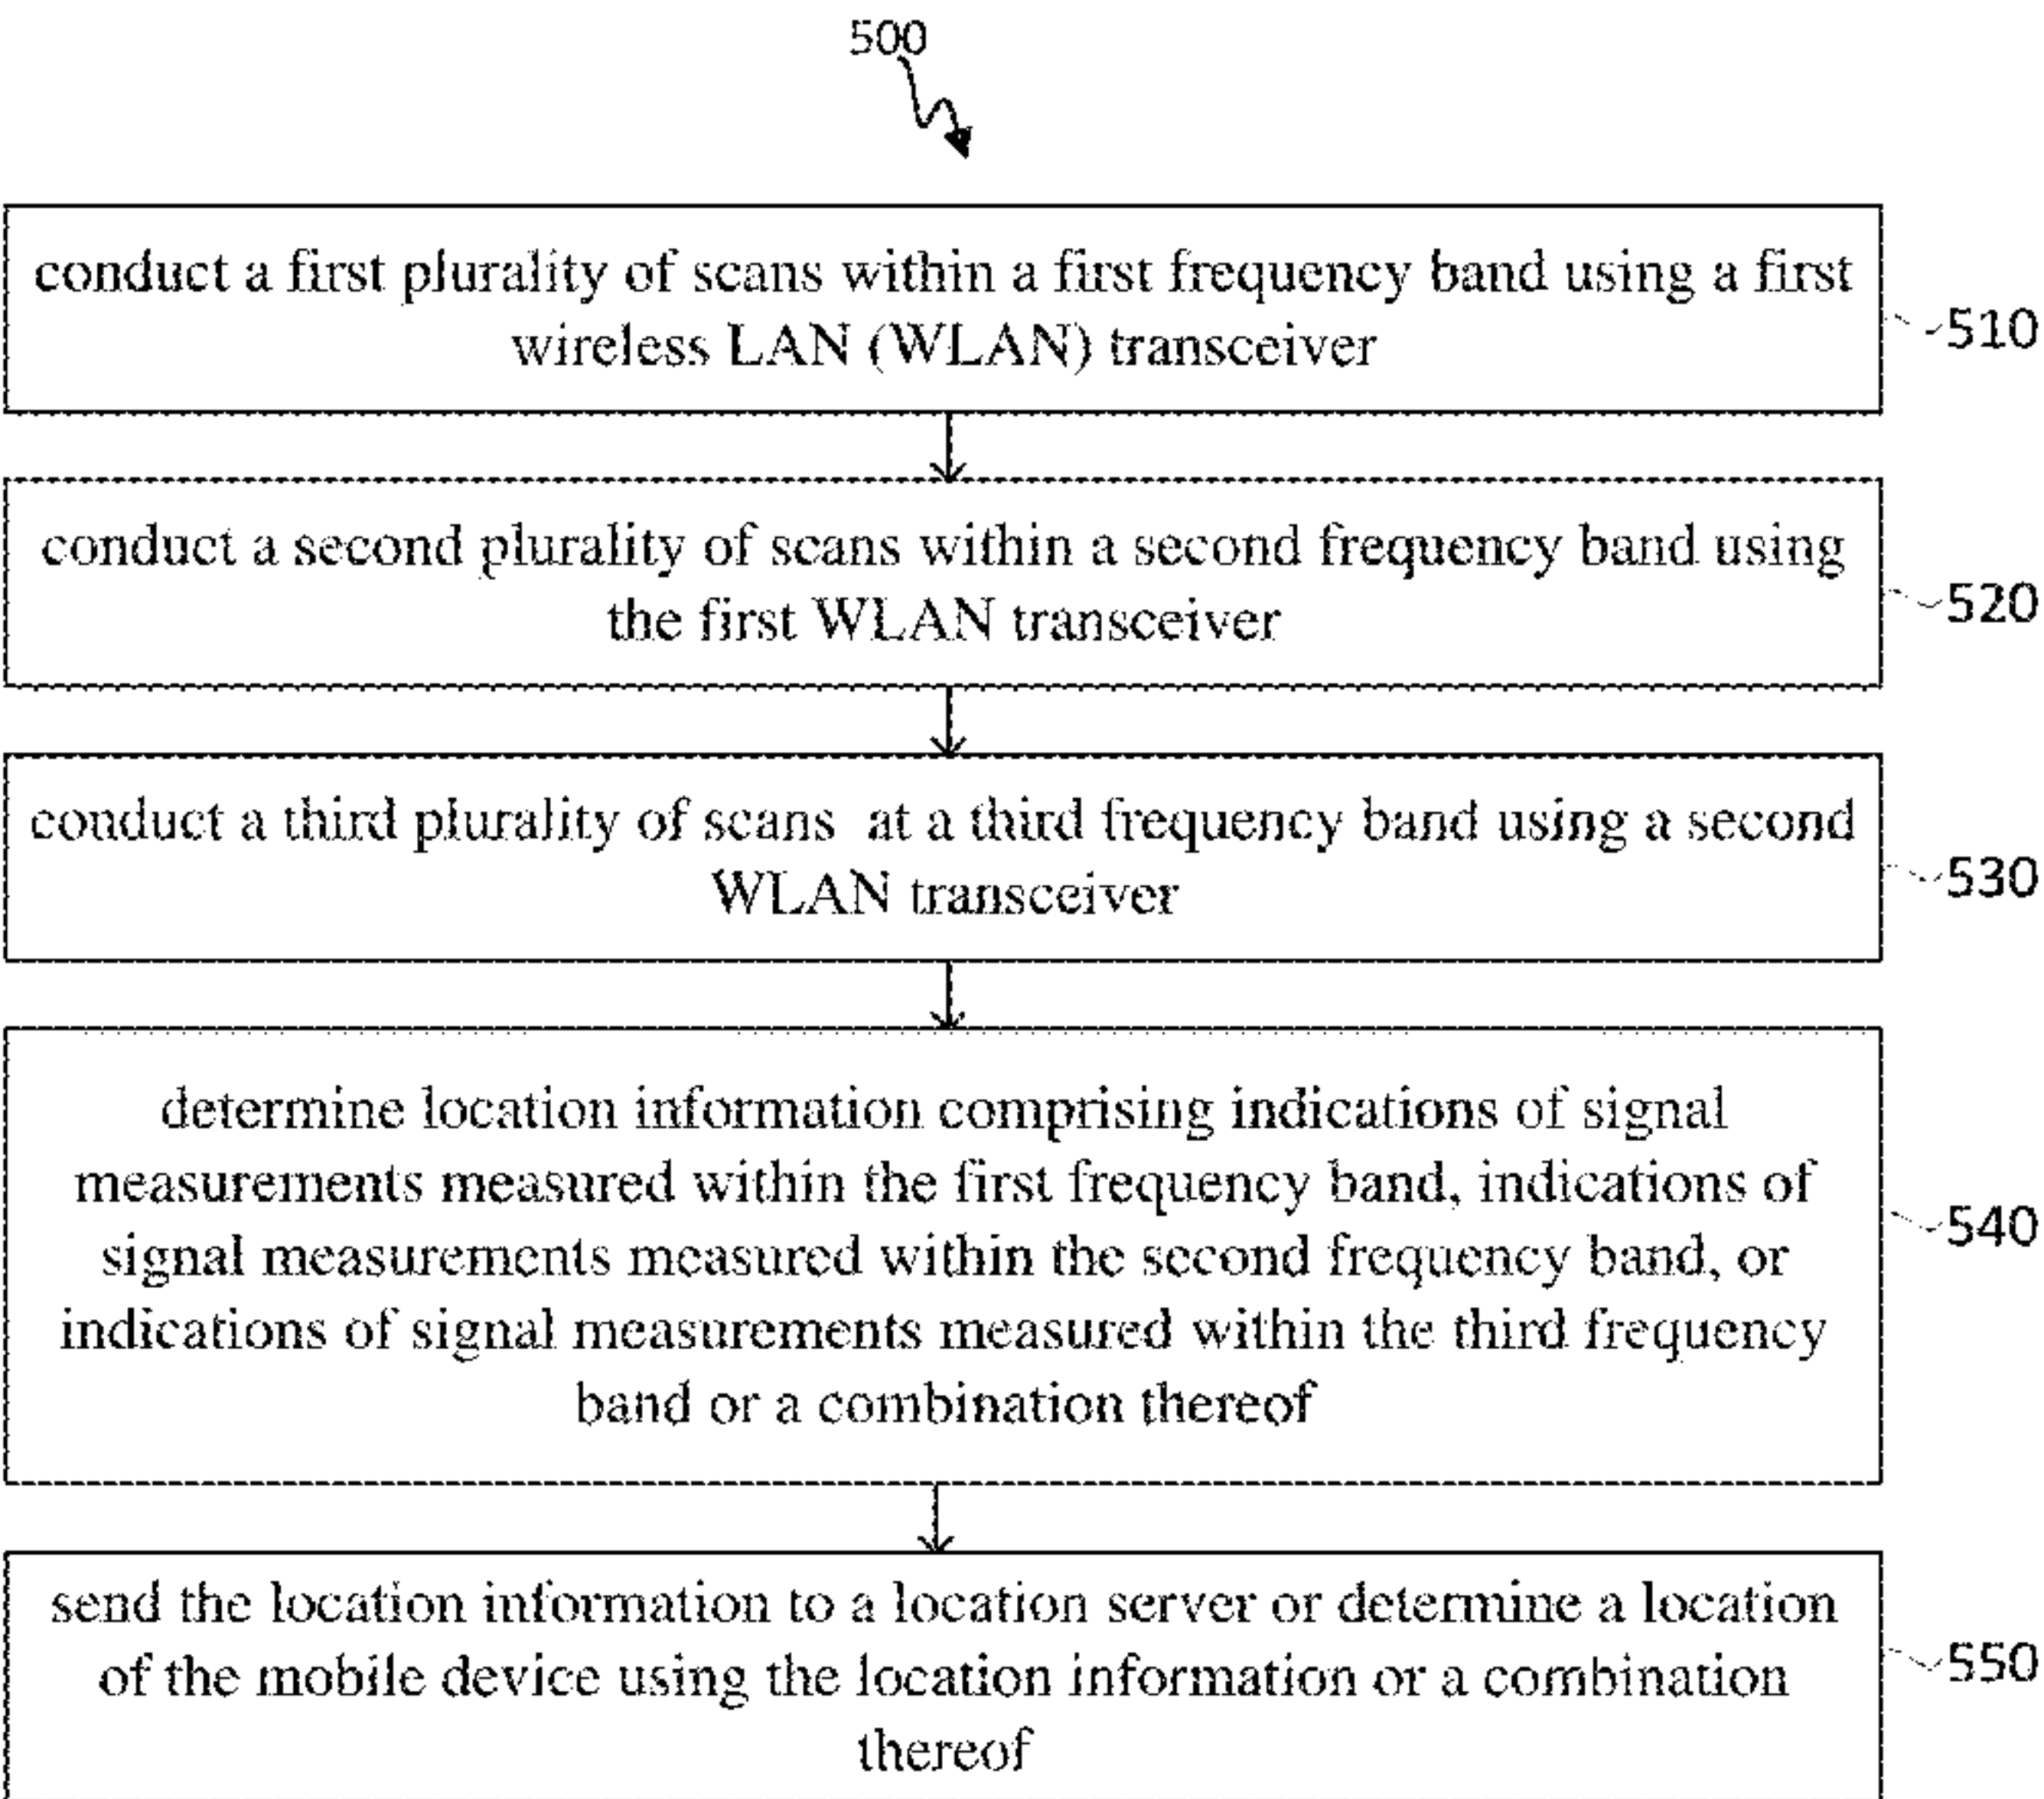 500
conduct a first plurality of scans within a first frequency band using a first
wireless LAN (WLAN) transceiver
510
conduct a second plurality of scans within a second frequency band using
the first WLAN transceiver
520
conduct a third plurality of scans at a third frequency band using a second
WLAN transceiver
530
determine location information comprising indications of signal
measurements measured within the first frequency band, indications of
signal measurements measured within the second frequency band, or
indications of signal measurements measured within the third frequency
band or a combination thereof
540
send the location information to a location server or determine a location
of the mobile device using the location information or a combination
thereof
550